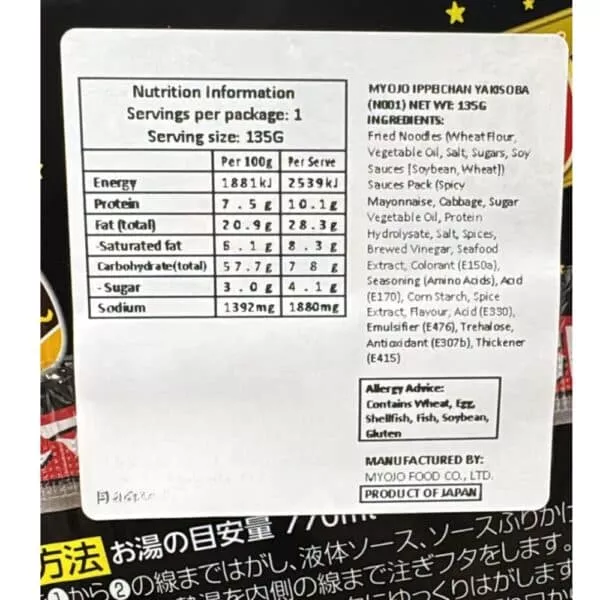 Nutrition Information
Servings per package: 1
Serving size: 135G
Per 100g Per Serve
Energy 1881kJ 2539kJ
Protein 7.5g 10.1g
Fat (total) 20.9g 28.3g
-Saturated fat 6.1g 8.3g
Carbohydrate(total) 57.7g 78g
-Sugar 3.0g 4.1g
Sodium 1392mg 1880mg
MYOJO IPPEICHAN YAKISOBA
(N001) NET WT: 135G
INGREDIENTS:
Fried Noodles (Wheat Flour,
Vegetable Oil, Salt, Sugars, Soy
Sauces [Soybean, Wheat])
Sauces Pack (Spicy
Mayonnaise, Cabbage, Sugar
Vegetable Oil, Protein
Hydrolysate, Salt, Spices,
Brewed Vinegar, Seafood
Extract, Colorant (E150a),
Seasoning (Amino Acids), Acid
(E170), Corn Starch, Spice
Extract, Flavour, Acid (E330),
Emulsifier (E476), Trehalose,
Antioxidant (E307b), Thickener
(E415)
Allergy Advice:
Contains Wheat, Egg,
Shellfish, Fish, Soybean,
Gluten
MANUFACTURED BY:
MYOJO FOOD CO., LTD.
PRODUCT OF JAPAN
方法 お湯の目安量 770ml
①から②の線まではがし、液体ソース、ソースふりか
熱湯を内側の線まで注ぎフタをします。